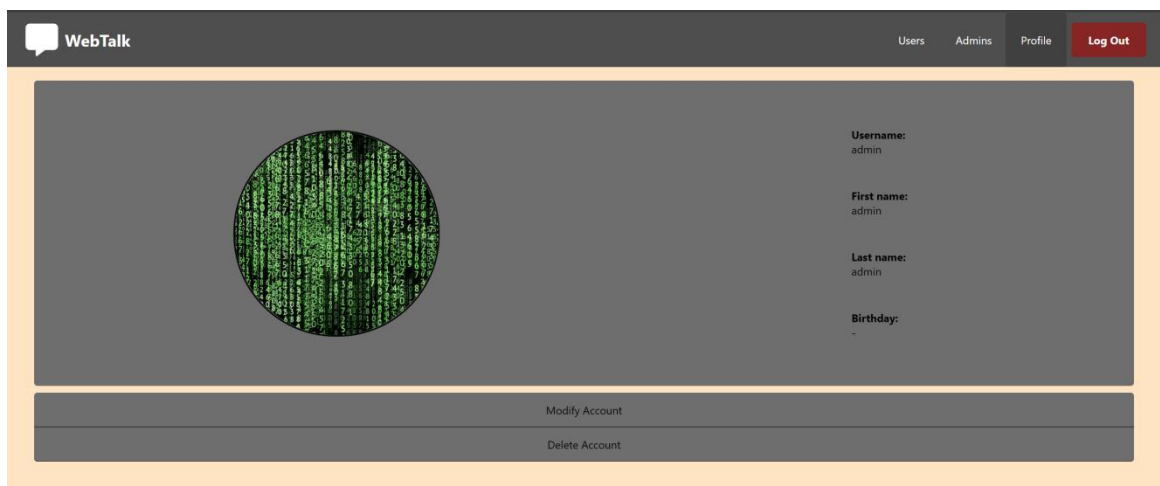 WebTalk
Users
Admins
Profile
Log Out
Username:
admin
First name:
admin
Last name:
admin
Birthday:
-
Modify Account
Delete Account